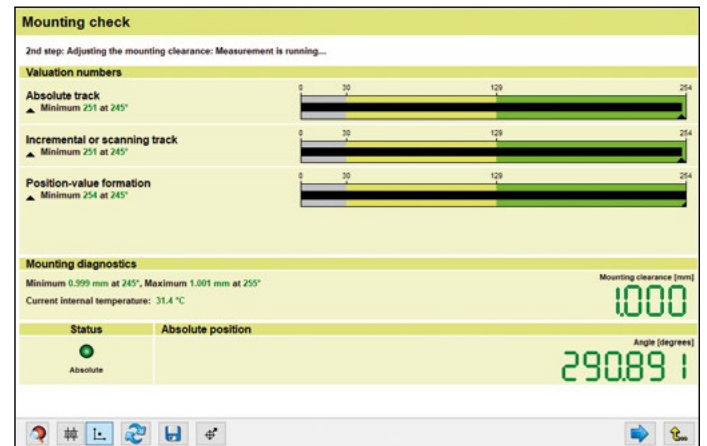 Mounting check
2nd step: Adjusting the mounting clearance: Measurement is running...
Valuation numbers
Absolute track
Minimum 251 at 245°
0 30 129 254
Incremental or scanning track
Minimum 251 at 245°
0 30 129 254
Position-value formation
Minimum 254 at 245°
0 30 129 254
Mounting diagnostics
Minimum 0.999 mm at 245°, Maximum 1.001 mm at 255°
Mounting clearance [mm]
Current internal temperature: 31.4 °C
1.000
Status Absolute position
Angle [degrees]
Absolute
290.891